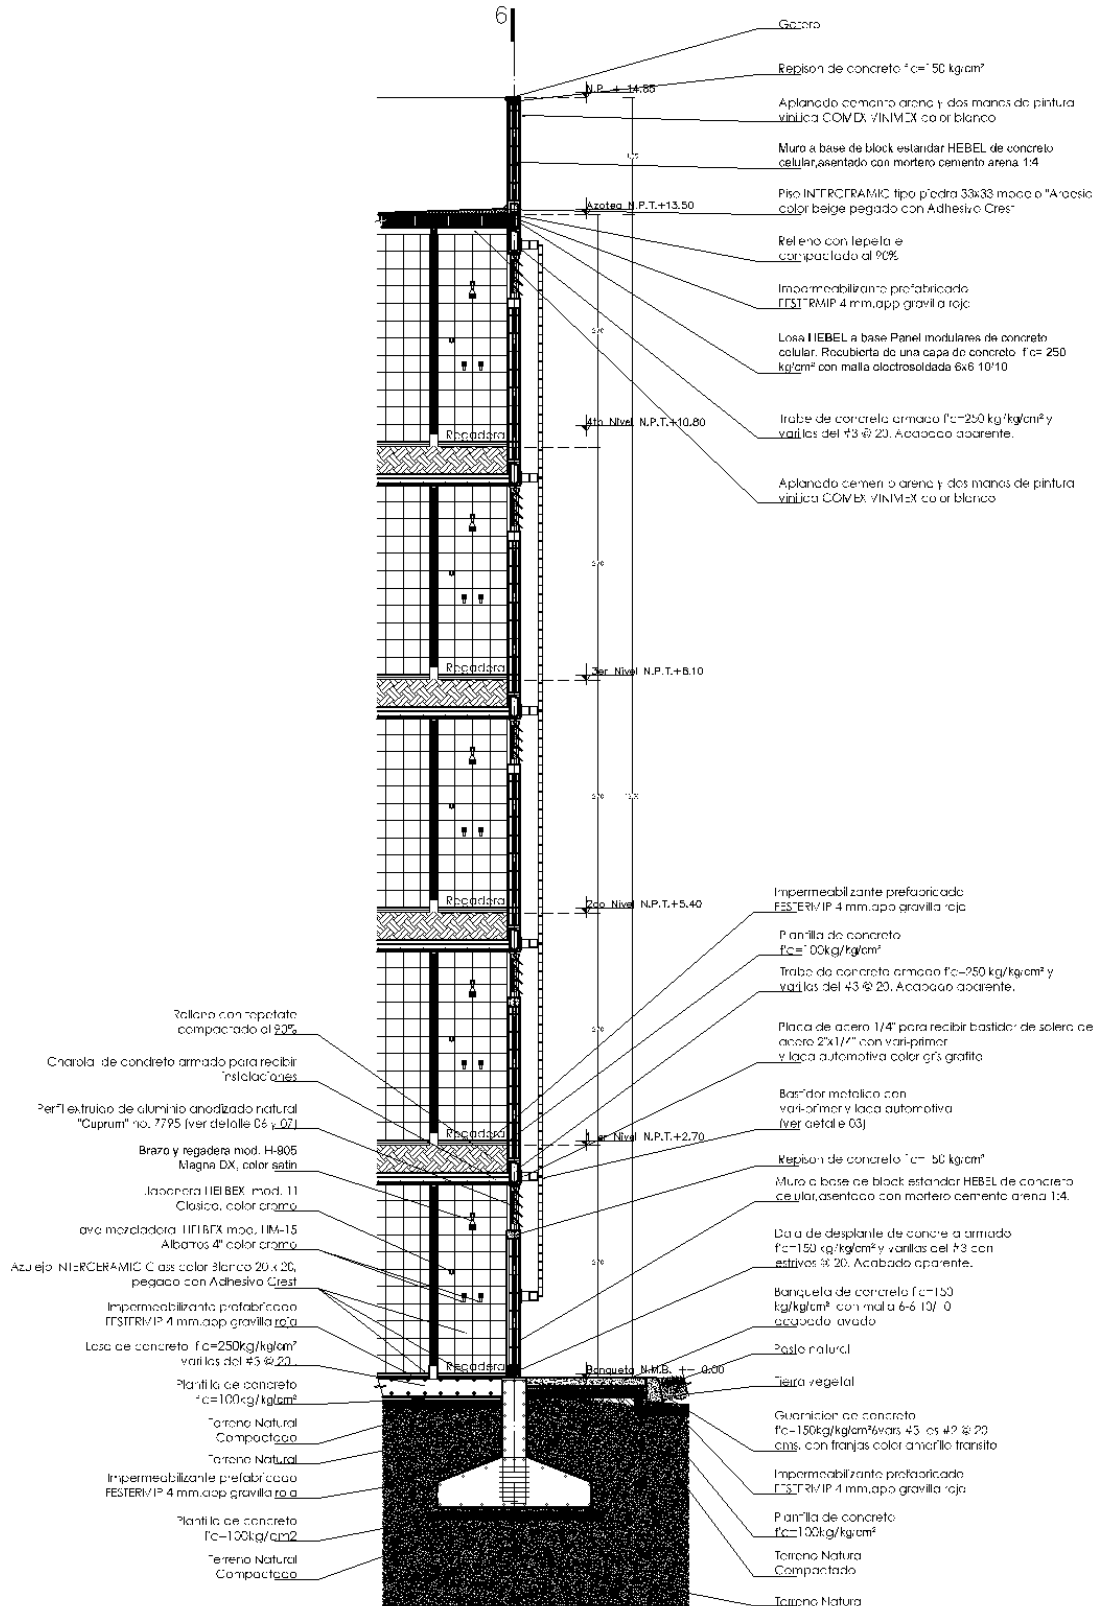 6
Gotero
Repison de concreto f'c=150 kg/cm²
N.P. + 14.85
Aplanado cemento arena y dos manos de pintura
vinilica COMEX VINIMEX color blanco
Muro a base de block estandar HEBEL de concreto
celular,asentado con mortero cemento arena 1:4
Piso INTERCERAMIC tipo piedra 33x33 modelo "Ardesia
color beige pegado con Adhesivo Crest
Azotea N.P.T.+13.50
Relleno con tepetate
compactado al 90%
Impermeabilizante prefabricado
FESTERMIP 4 mm.app gravilla roja
Losa HEBEL a base Panel modulares de concreto
celular. Recubierta de una capa de concreto f'c= 250
kg/cm² con malla electrosoldada 6x6 10/10
Trabe de concreto armado f'c=250 kg/kg/cm² y
varillas del #3 @ 20. Acabado aparente.
4to Nivel N.P.T.+10.80
Regadera
Aplanado cemento arena y dos manos de pintura
vinilica COMEX VINIMEX color blanco
Regadera
3er Nivel N.P.T.+8.10
Regadera
2do Nivel N.P.T.+5.40
Impermeabilizante prefabricado
FESTERMIP 4 mm.app gravilla roja
Plantilla de concreto
f'c=100kg/kg/cm²
Trabe de concreto armado f'c=250 kg/kg/cm² y
varillas del #3 @ 20. Acabado aparente.
Placa de acero 1/4" para recibir bastidor de solera de
acero 2"x1/4" con vari-primer
y laca automotiva color gris grafito
Bastidor metalico con
vari-primer y laca automotiva
(ver detalle 03)
Regadera
1er Nivel N.P.T.+2.70
Repison de concreto f'c=150 kg/cm²
Muro a base de block estandar HEBEL de concreto
celular,asentado con mortero cemento arena 1:4.
Dala de desplante de concreto armado
f'c=150 kg/kg/cm² y varillas del #3 con
estrivos @ 20. Acabado aparente.
Banqueta de concreto f'c=150
kg/kg/cm² con malla 6-6 10/10
acabado lavado
Pasto natural
Regadera
Banqueta N.M.B. +- 0.00
Tierra vegetal
Guarnicion de concreto
f'c=150kg/kg/cm²6vars #3 les #2 @ 20
cms. con franjas color amarillo transito
Impermeabilizante prefabricado
FESTERMIP 4 mm.app gravilla roja
Plantilla de concreto
f'c=100kg/kg/cm²
Terreno Natura
Compactado
Terreno Natura
Relleno con tepetate
compactado al 90%
Charola de concreto armado para recibir
instalaciones
Perfil extruido de aluminio anodizado natural
"Cuprum" no. 7795 (ver detalle 06 y 07)
Brazo y regadera mod. H-905
Magna DX, color satin
Jabonera HELBEX mod. 11
Clasico, color cromo
ave mezcladora HELBEX mod. HM-15
Albatros 4" color cromo
Azulejo INTERCERAMIC Class color Blanco 20 x 20,
pegado con Adhesivo Crest
Impermeabilizante prefabricado
FESTERMIP 4 mm.app gravilla roja
Losa de concreto f'c=250kg/kg/cm²
varillas del #3 @ 20.
Plantilla de concreto
f'c=100kg/kg/cm²
Terreno Natural
Compactado
Terreno Natural
Impermeabilizante prefabricado
FESTERMIP 4 mm.app gravilla roja
Plantilla de concreto
f'c=100kg/cm2
Terreno Natural
Compactado